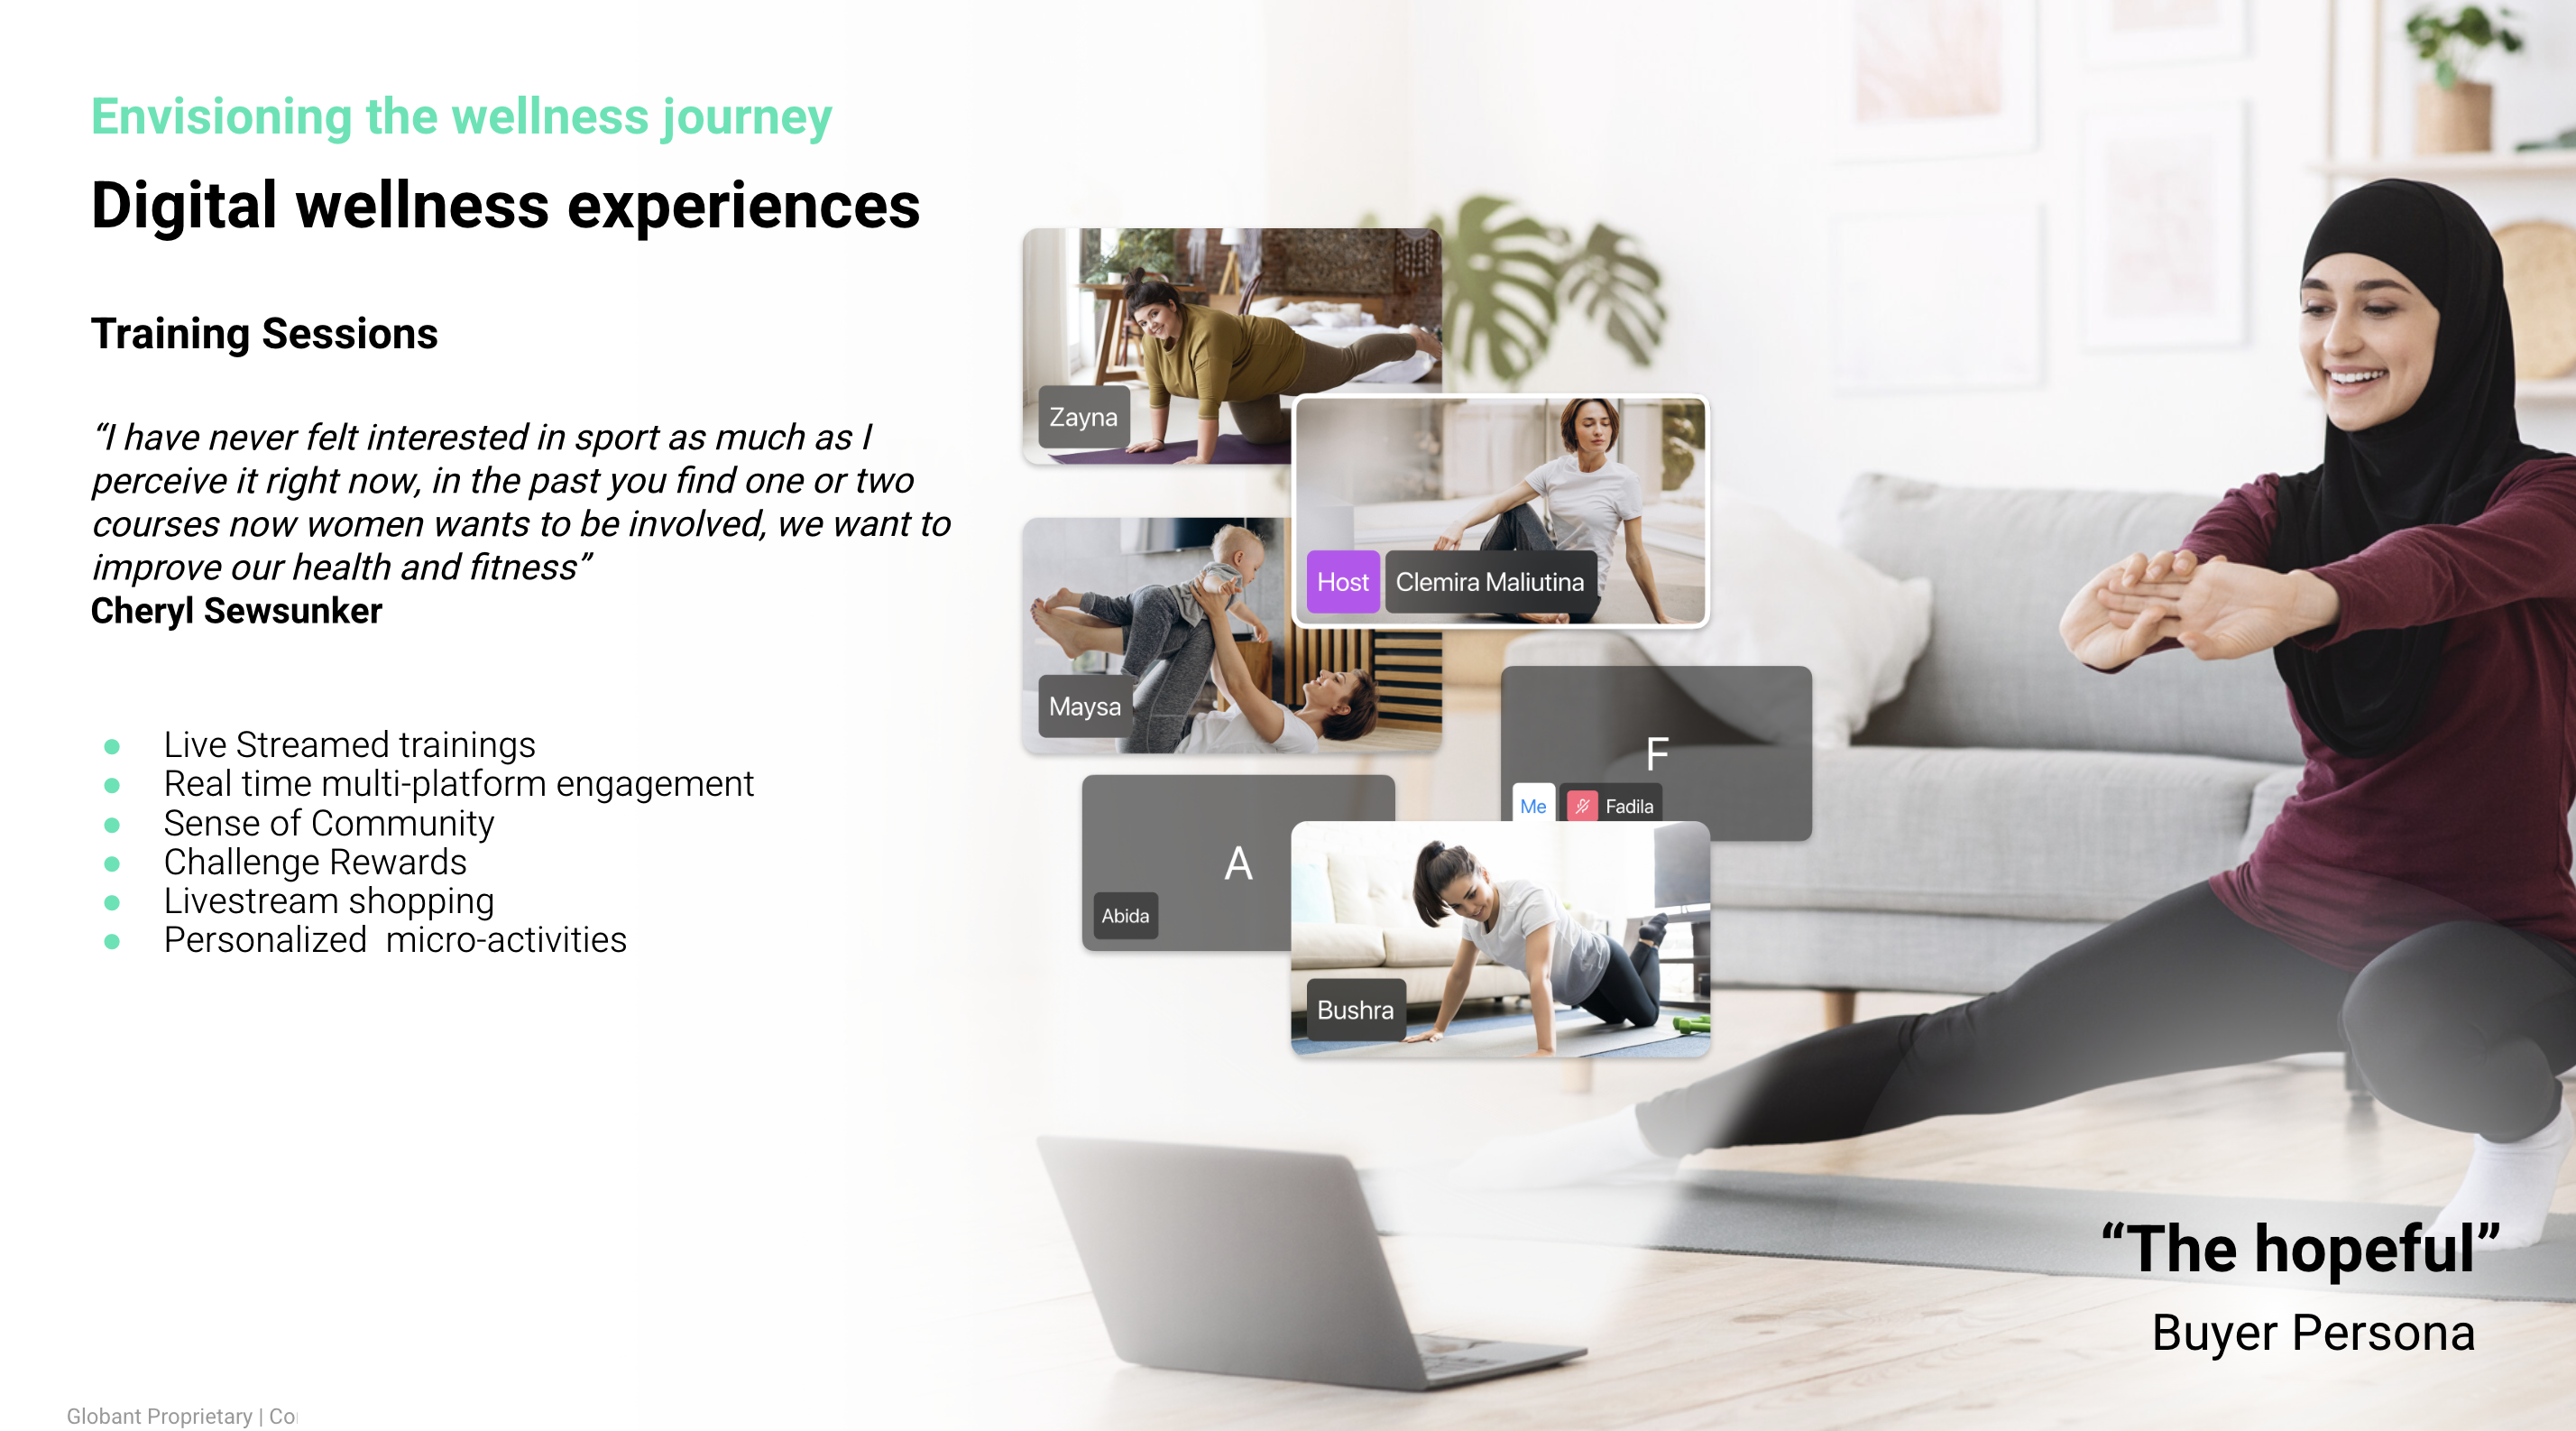 Envisioning the wellness journey
Digital wellness experiences
Training Sessions
“I have never felt interested in sport as much as I
perceive it right now, in the past you find one or two
courses now women wants to be involved, we want to
improve our health and fitness”
Cheryl Sewsunker
Live Streamed trainings
Real time multi-platform engagement
Sense of Community
Challenge Rewards
Livestream shopping
Personalized  micro-activities
Zayna
Host Clemira Maliutina
Maysa
F
Me Fadila
A
Abida
Bushra
“The hopeful”
Buyer Persona
Globant Proprietary |